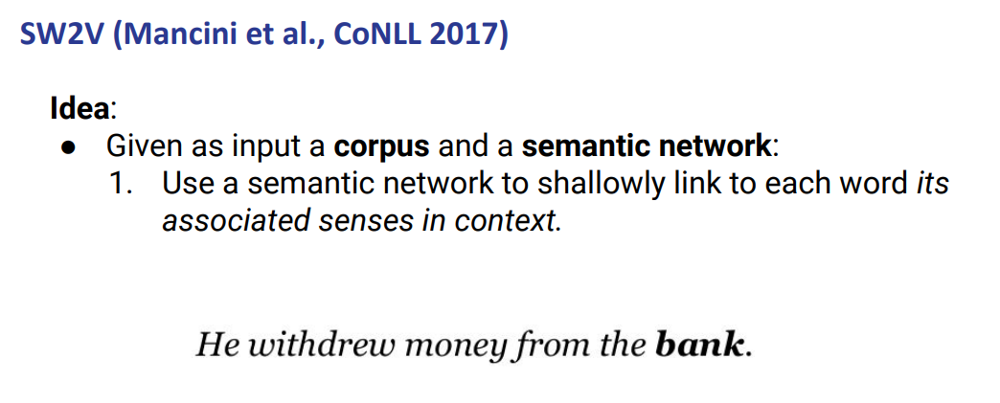 SW2V (Mancini et al., CoNLL 2017)
Idea:
● Given as input a corpus and a semantic network:
1. Use a semantic network to shallowly link to each word its
associated senses in context.
He withdrew money from the bank.